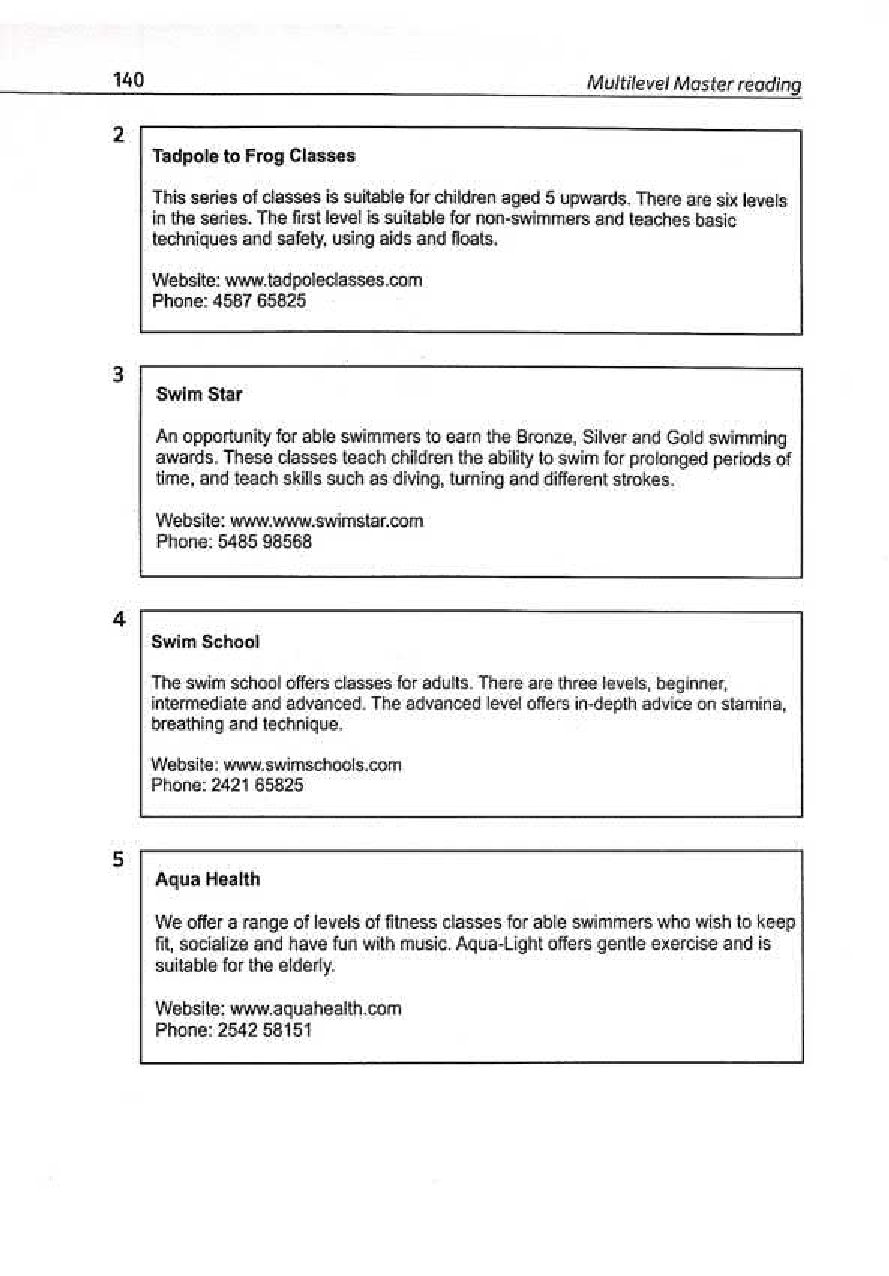 140
Multilevel Master reading
2
Tadpole to Frog Classes
This series of classes is suitable for children aged 5 upwards. There are six levels
in the series. The first level is suitable for non-swimmers and teaches basic
techniques and safety, using aids and floats.
Website: www.tadpoleclasses.com
Phone: 4587 65825
3
Swim Star
An opportunity for able swimmers to earn the Bronze, Silver and Gold swimming
awards. These classes teach children the ability to swim for prolonged periods of
time, and teach skills such as diving, turning and different strokes.
Website: www.www.swimstar.com
Phone: 5485 98568
4
Swim School
The swim school offers classes for adults. There are three levels, beginner,
intermediate and advanced. The advanced level offers in-depth advice on stamina,
breathing and technique.
Website: www.swimschools.com
Phone: 2421 65825
5
Aqua Health
We offer a range of levels of fitness classes for able swimmers who wish to keep
fit, socialize and have fun with music. Aqua-Light offers gentle exercise and is
suitable for the elderly.
Website: www.aquahealth.com
Phone: 2542 58151